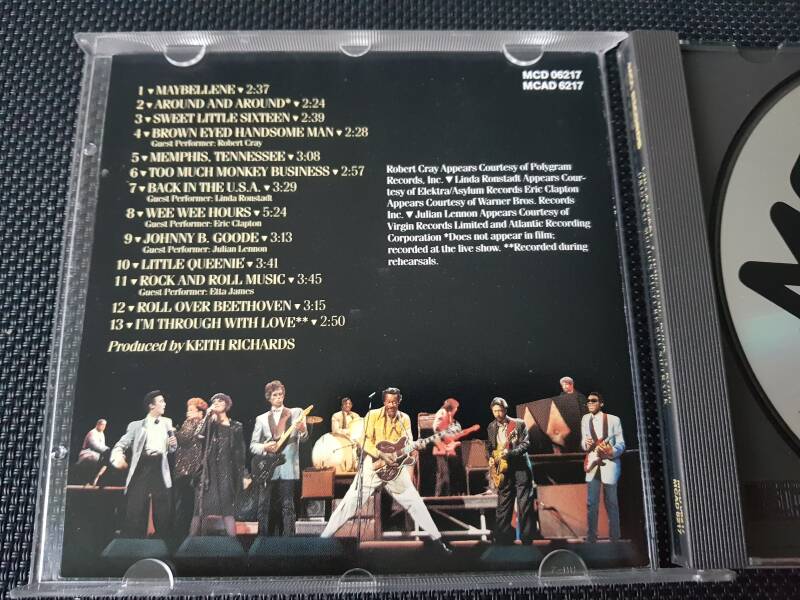 MCD 06217
MCAD 6217
1 ♥ MAYBELLENE ♥ 2:37
2 ♥ AROUND AND AROUND* ♥ 2:24
3 ♥ SWEET LITTLE SIXTEEN ♥ 2:39
4 ♥ BROWN EYED HANDSOME MAN ♥ 2:28
Guest Performer: Robert Cray
5 ♥ MEMPHIS, TENNESSEE ♥ 3:08
6 ♥ TOO MUCH MONKEY BUSINESS ♥ 2:57
7 ♥ BACK IN THE U.S.A. ♥ 3:29
Guest Performer: Linda Ronstadt
8 ♥ WEE WEE HOURS ♥ 5:24
Guest Performer: Eric Clapton
9 ♥ JOHNNY B. GOODE ♥ 3:13
Guest Performer: Julian Lennon
10 ♥ LITTLE QUEENIE ♥ 3:41
11 ♥ ROCK AND ROLL MUSIC ♥ 3:45
Guest Performer: Etta James
12 ♥ ROLL OVER BEETHOVEN ♥ 3:15
13 ♥ I'M THROUGH WITH LOVE** ♥ 2:50
Produced by KEITH RICHARDS
Robert Cray Appears Courtesy of Polygram
Records, Inc. ♥ Linda Ronstadt Appears Cour-
tesy of Elektra/Asylum Records Eric Clapton
Appears Courtesy of Warner Bros. Records
Inc. ♥ Julian Lennon Appears Courtesy of
Virgin Records Limited and Atlantic Recording
Corporation *Does not appear in film;
recorded at the live show. **Recorded during
rehearsals.